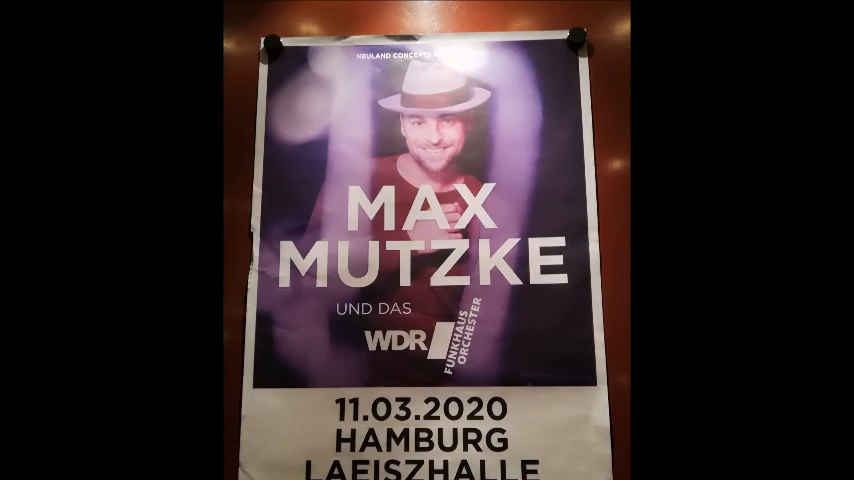 NEULAND CONCERTS
MAX
MUTZKE
UND DAS
WDR
FUNKHAUS
ORCHESTER
11.03.2020
HAMBURG
LAEISZHALLE